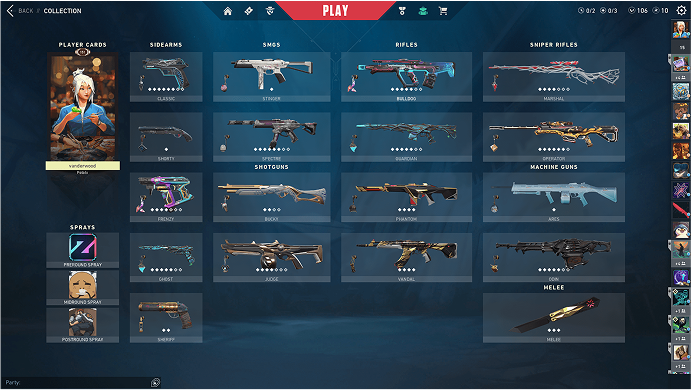 BACK // COLLECTION
PLAY
0/2
0/3
106
10
PLAYER CARDS
SIDEARMS
SMGS
RIFLES
SNIPER RIFLES
CLASSIC
STINGER
BULLDOG
MARSHAL
SHORTY
SPECTRE
GUARDIAN
OPERATOR
vanderwood
SHOTGUNS
MACHINE GUNS
FRENZY
BUCKY
PHANTOM
ARES
SPRAYS
PREROUND SPRAY
GHOST
JUDGE
VANDAL
ODIN
MELEE
MIDROUND SPRAY
POSTROUND SPRAY
SHERIFF
MELEE
Party: